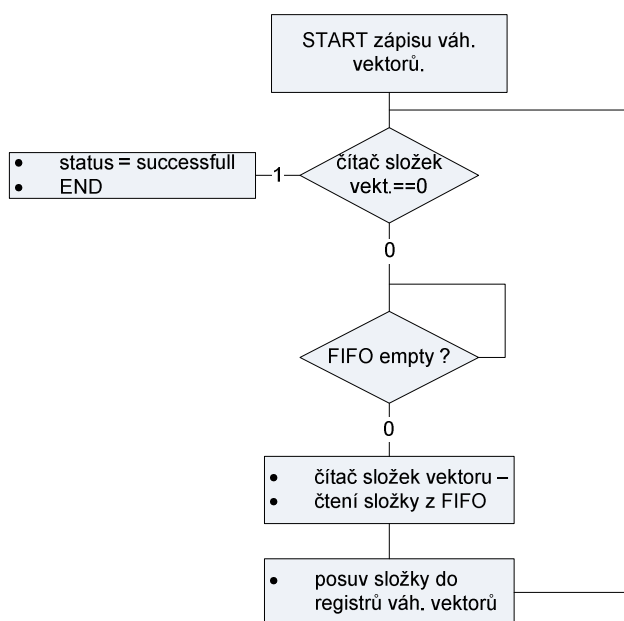 START zápisu váh.
vektorů.
• status = successfull
• END
1
čítač složek
vekt.==0
0
FIFO empty ?
0
• čítač složek vektoru –
• čtení složky z FIFO
• posuv složky do
registrů váh. vektorů